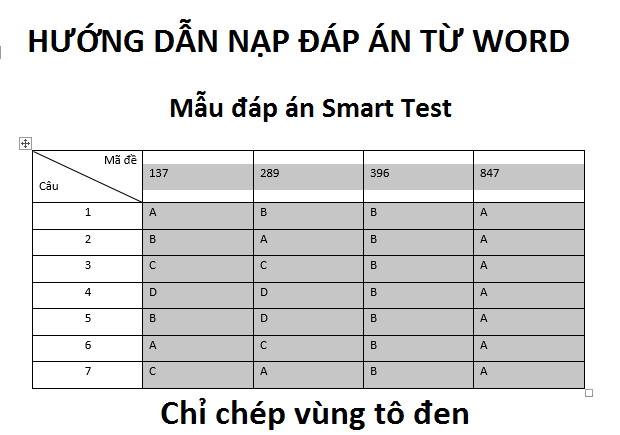 HƯỚNG DẪN NẠP ĐÁP ÁN TỪ WORD
Mẫu đáp án Smart Test
Mã đề
Câu
137 289 396 847
1 A B B A
2 B A B A
3 C C B A
4 D D B A
5 B D B A
6 A C B A
7 C A B A
Chỉ chép vùng tô đen